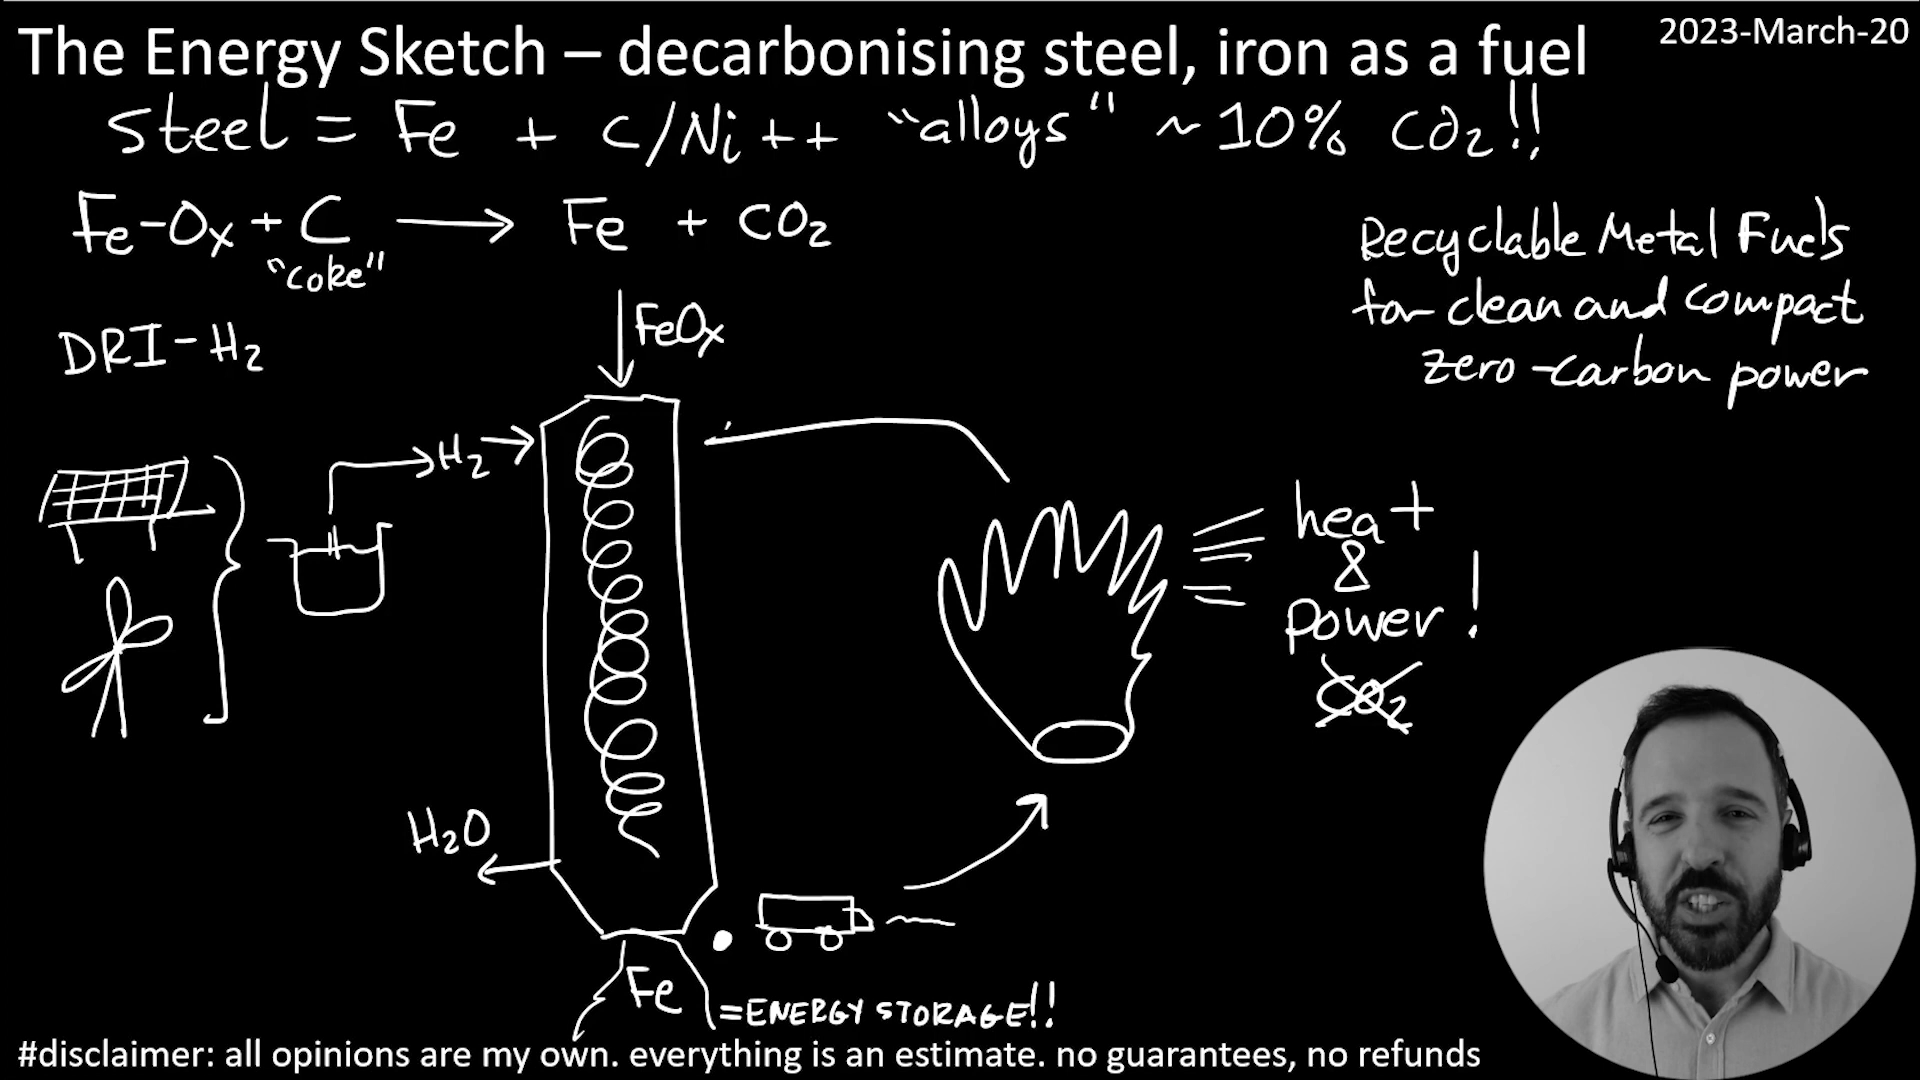 The Energy Sketch – decarbonising steel, iron as a fuel
2023-March-20
steel = Fe + C/Ni ++ "alloys" ~10% CO2!!
Fe-Ox + C → Fe + CO2
"coke"
Recyclable Metal Fuels
for clean and compact
zero-carbon power
DRI-H2
FeOx
H2
heat
&
power!
CO2
H2O
Fe
=ENERGY STORAGE!!
#disclaimer: all opinions are my own. everything is an estimate. no guarantees, no refunds